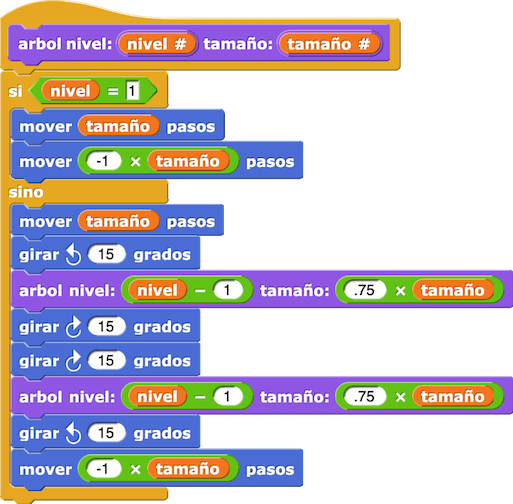 arbol nivel: nivel # tamaño: tamaño #
si nivel = 1
mover tamaño pasos
mover -1 × tamaño pasos
sino
mover tamaño pasos
girar ↺ 15 grados
arbol nivel: nivel − 1 tamaño: .75 × tamaño
girar ↻ 15 grados
girar ↻ 15 grados
arbol nivel: nivel − 1 tamaño: .75 × tamaño
girar ↺ 15 grados
mover -1 × tamaño pasos